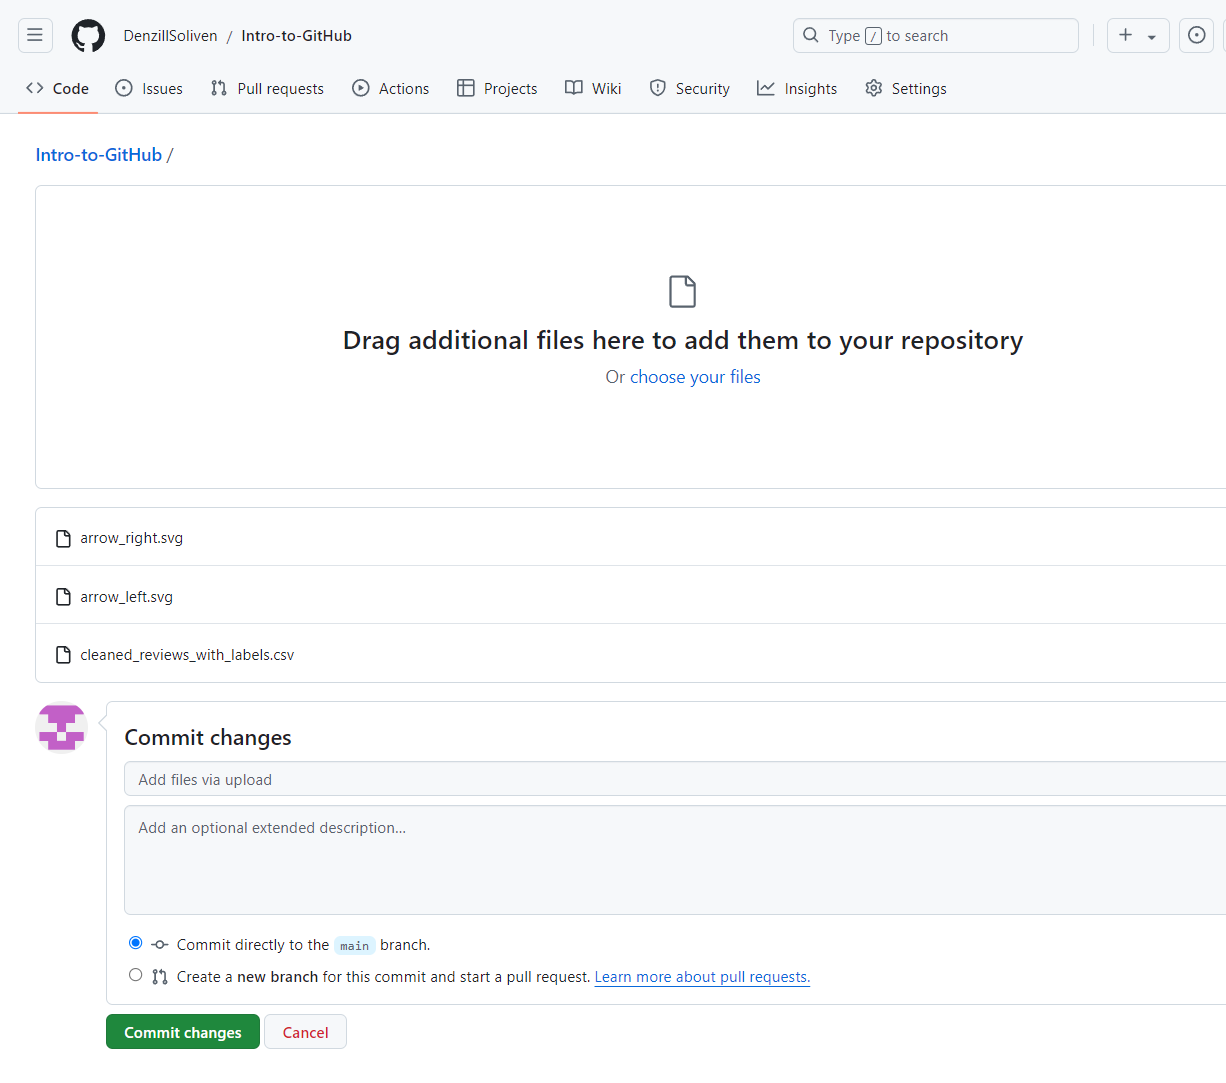 DenzillSoliven / Intro-to-GitHub
Type / to search
Code Issues Pull requests Actions Projects Wiki Security Insights Settings
Intro-to-GitHub /
Drag additional files here to add them to your repository
Or choose your files
arrow_right.svg
arrow_left.svg
cleaned_reviews_with_labels.csv
Commit changes
Add files via upload
Add an optional extended description...
Commit directly to the main branch.
Create a new branch for this commit and start a pull request. Learn more about pull requests.
Commit changes Cancel